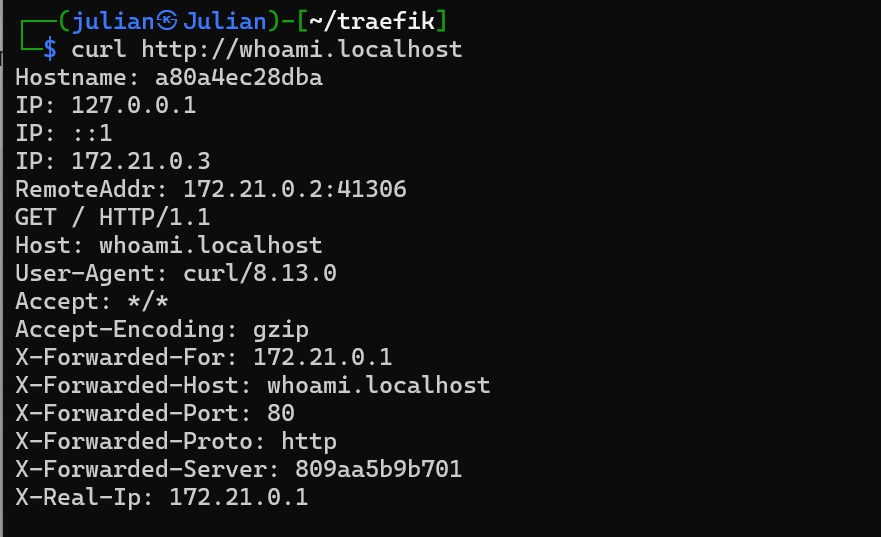 ┌──(julian㉿Julian)-[~/traefik]
└─$ curl http://whoami.localhost
Hostname: a80a4ec28dba
IP: 127.0.0.1
IP: ::1
IP: 172.21.0.3
RemoteAddr: 172.21.0.2:41306
GET / HTTP/1.1
Host: whoami.localhost
User-Agent: curl/8.13.0
Accept: */*
Accept-Encoding: gzip
X-Forwarded-For: 172.21.0.1
X-Forwarded-Host: whoami.localhost
X-Forwarded-Port: 80
X-Forwarded-Proto: http
X-Forwarded-Server: 809aa5b9b701
X-Real-Ip: 172.21.0.1